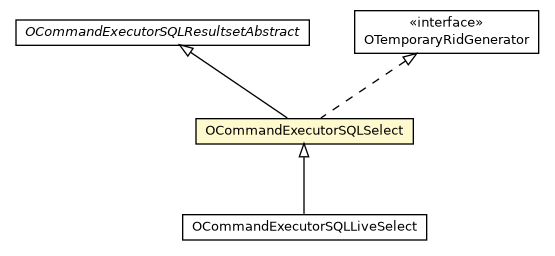 OCommandExecutorSQLResultsetAbstract
«interface»
OTemporaryRidGenerator
OCommandExecutorSQLSelect
OCommandExecutorSQLLiveSelect